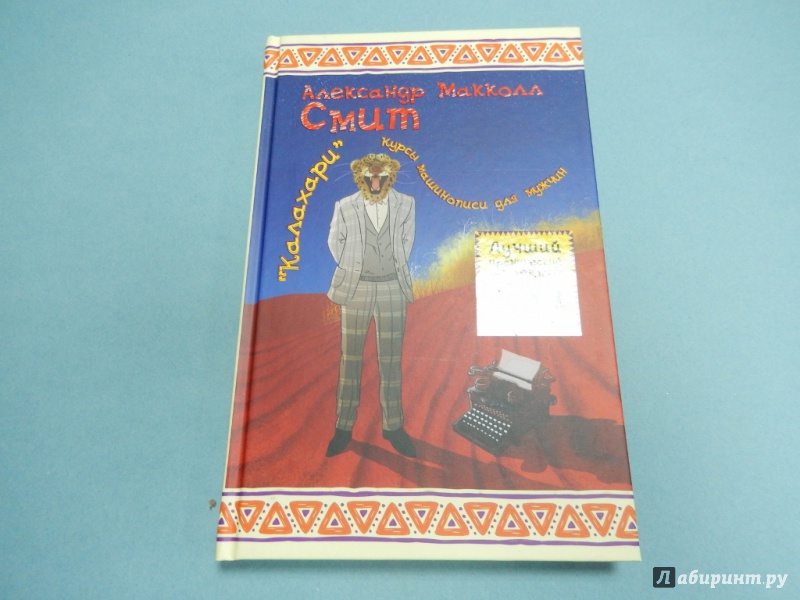 Александр Макколл
Смит
"Калахари"
Курсы машинописи для мужчин
Лучший
Лабиринт.ру